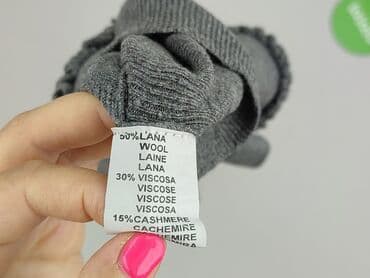 50% LANA
WOOL
LAINE
LANA
30% VISCOSA
VISCOSE
VISCOSE
VISCOSA
15% CASHMERE
CACHEMIRE